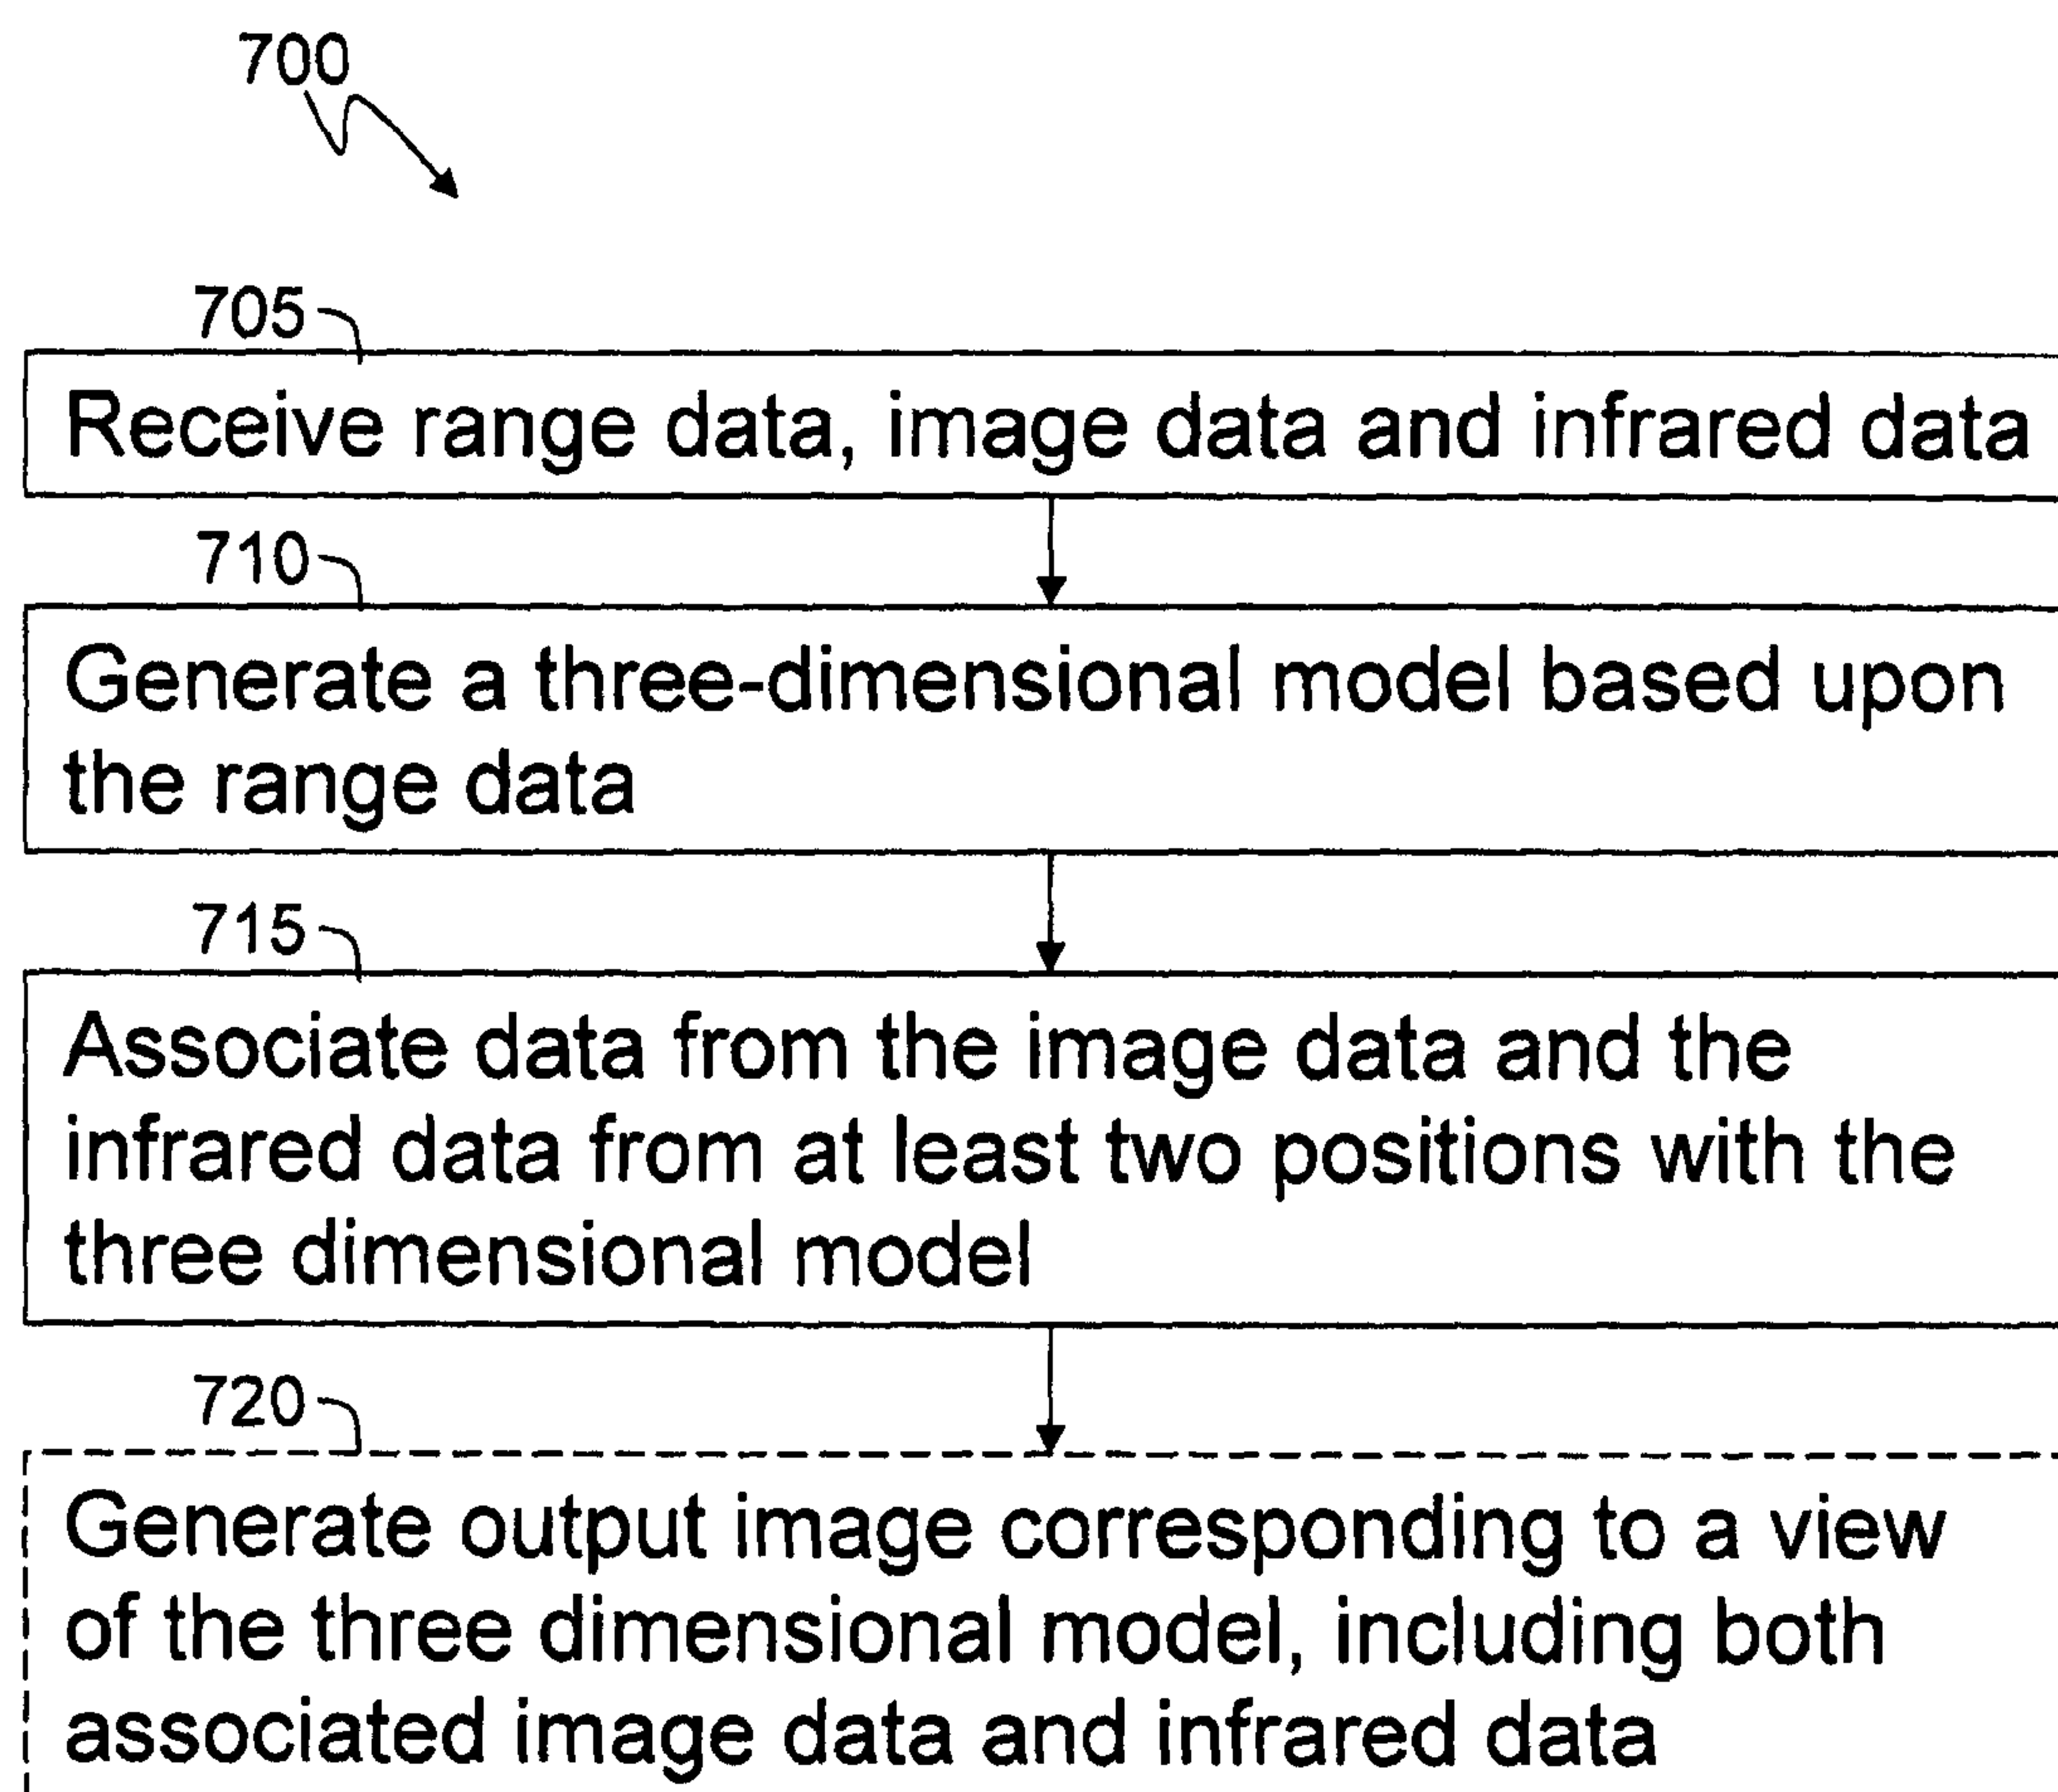 700
705
Receive range data, image data and infrared data
710
Generate a three-dimensional model based upon
the range data
715
Associate data from the image data and the
infrared data from at least two positions with the
three dimensional model
720
Generate output image corresponding to a view
of the three dimensional model, including both
associated image data and infrared data